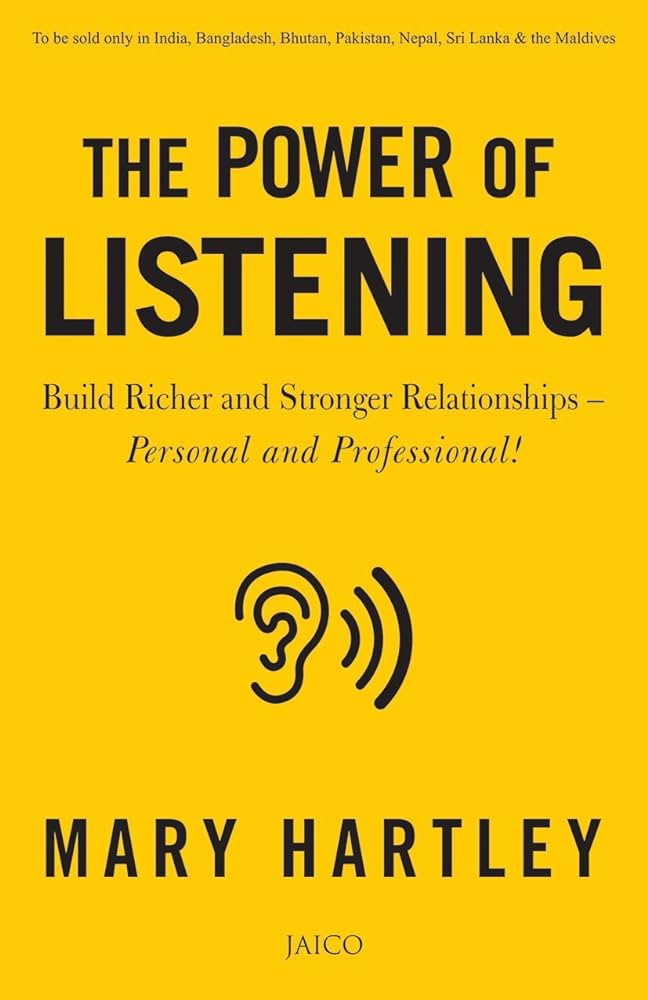 To be sold only in India, Bangladesh, Bhutan, Pakistan, Nepal, Sri Lanka & the Maldives
THE POWER OF
LISTENING
Build Richer and Stronger Relationships –
Personal and Professional!
MARY HARTLEY
JAICO